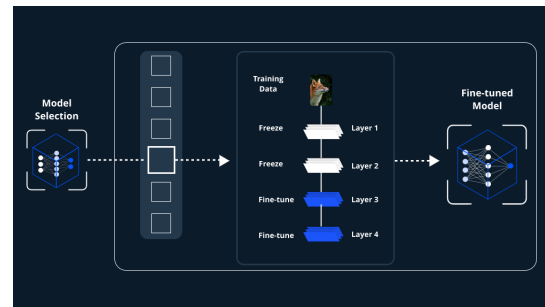 Model
Selection
Training
Data
Freeze
Layer 1
Freeze
Layer 2
Fine-tune
Layer 3
Fine-tune
Layer 4
Fine-tuned
Model